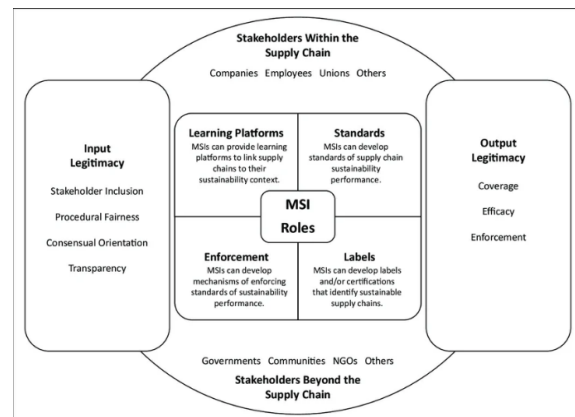 Stakeholders Within the
Supply Chain
Companies Employees Unions Others
Input
Legitimacy
Stakeholder Inclusion
Procedural Fairness
Consensual Orientation
Transparency
Learning Platforms
MSIs can provide learning
platforms to link supply
chains to their
sustainability context.
Standards
MSIs can develop
standards of supply chain
sustainability
performance.
MSI
Roles
Enforcement
MSIs can develop
mechanisms of enforcing
standards of sustainability
performance.
Labels
MSIs can develop labels
and/or certifications
that identify sustainable
supply chains.
Output
Legitimacy
Coverage
Efficacy
Enforcement
Governments Communities NGOs Others
Stakeholders Beyond the
Supply Chain